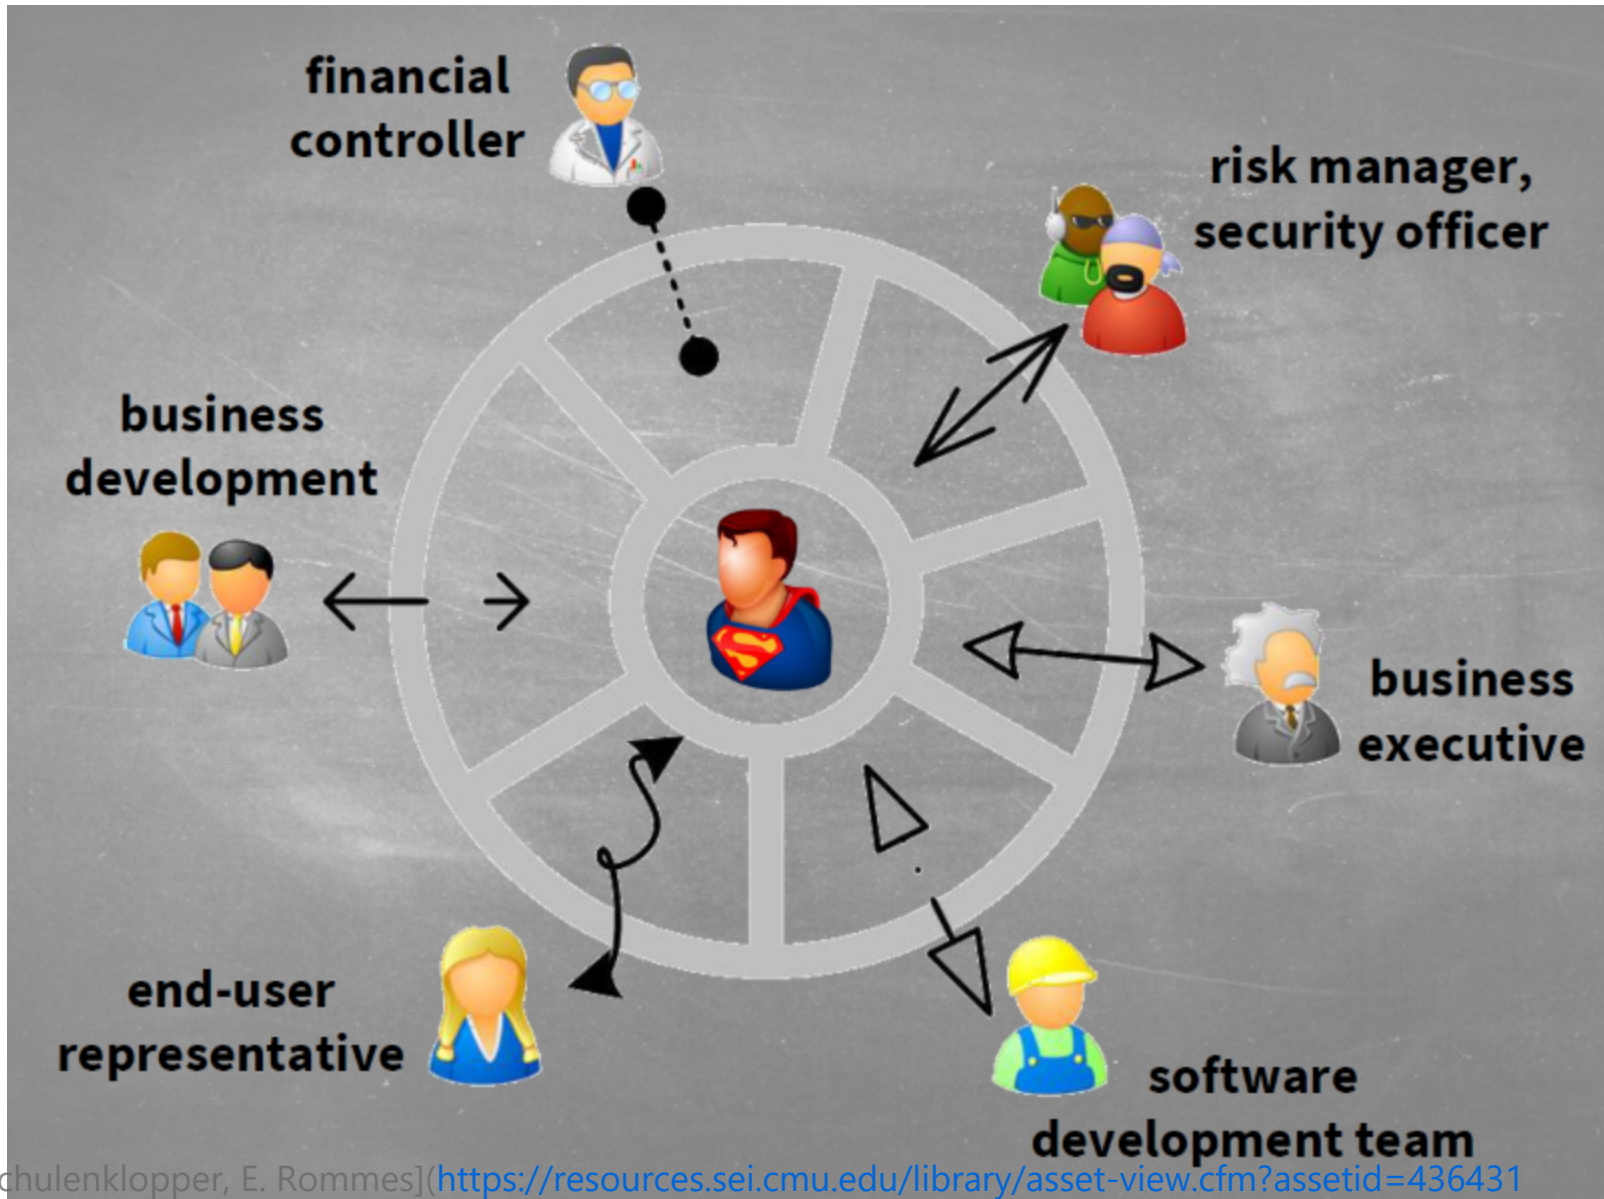 financial
controller
risk manager,
security officer
business
development
business
executive
end-user
representative
software
development team
chulenklopper, E. Rommes](https://resources.sei.cmu.edu/library/asset-view.cfm?assetid=436431